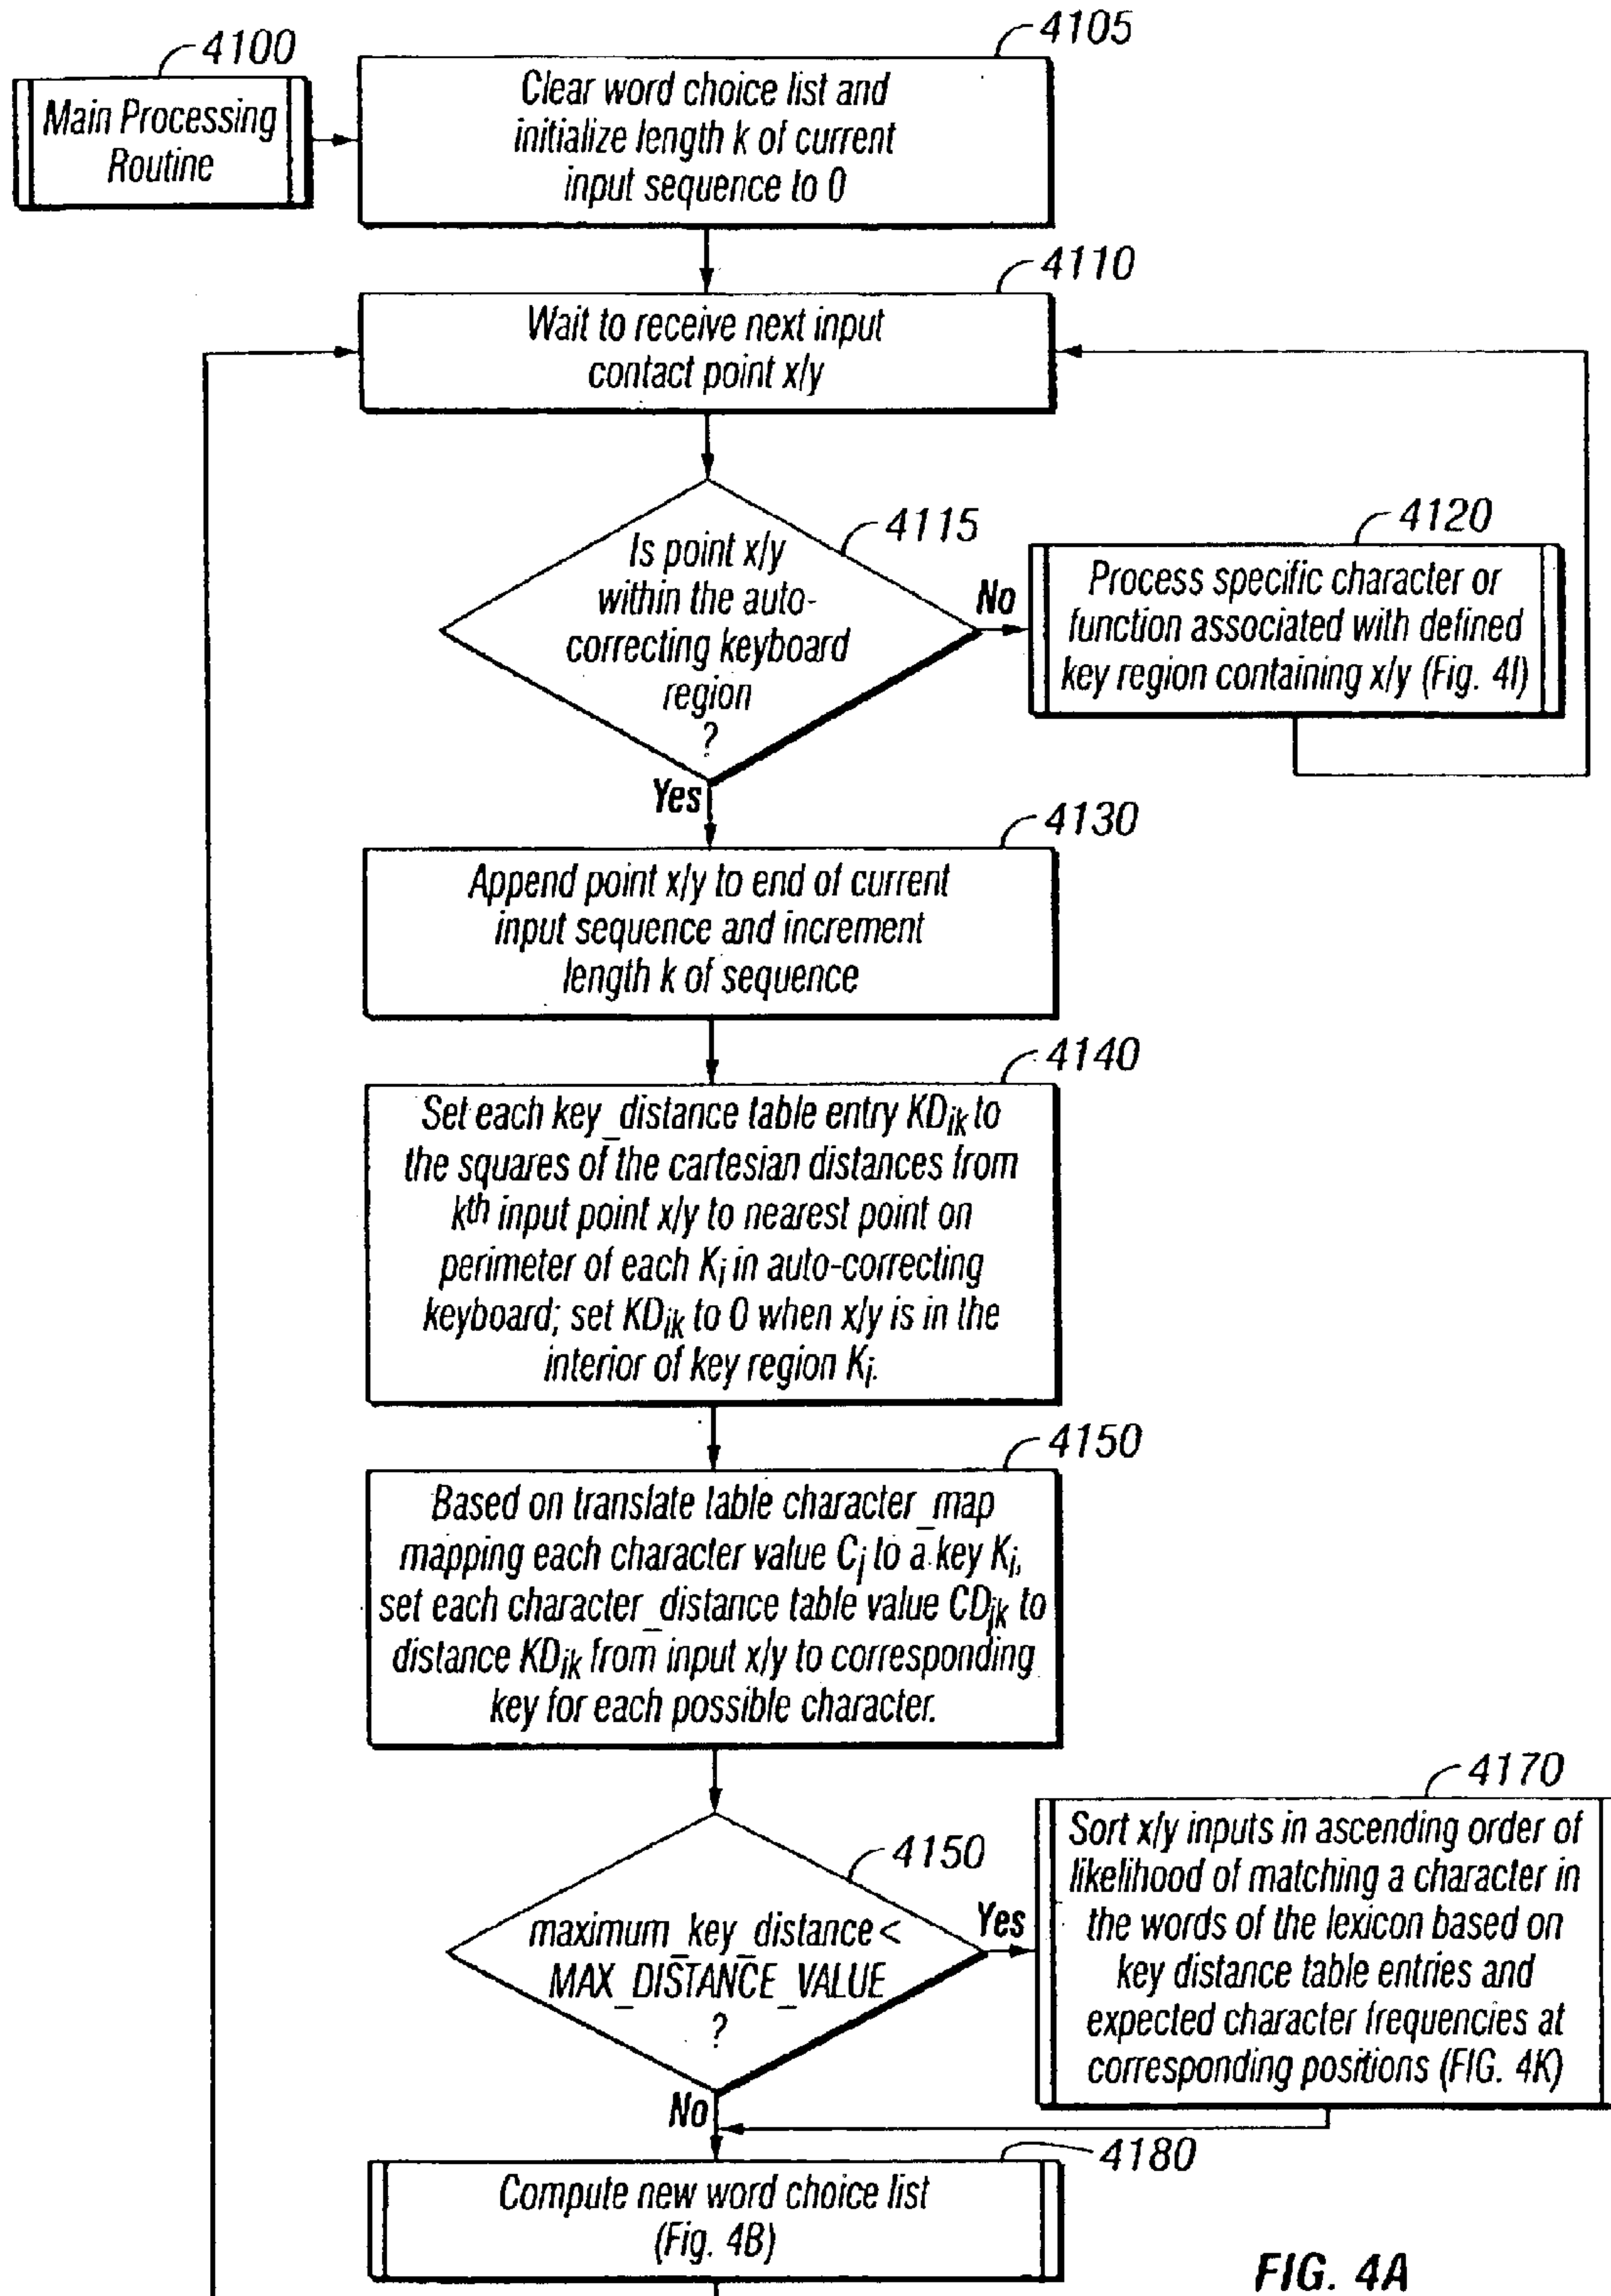 4100
Main Processing
Routine
4105
Clear word choice list and
initialize length k of current
input sequence to 0
4110
Wait to receive next input
contact point x/y
4115
Is point x/y
within the auto-
correcting keyboard
region
?
No
Yes
4120
Process specific character or
function associated with defined
key region containing x/y (Fig. 4I)
4130
Append point x/y to end of current
input sequence and increment
length k of sequence
4140
Set each key_distance table entry KDik to
the squares of the cartesian distances from
kth input point x/y to nearest point on
perimeter of each Ki in auto-correcting
keyboard; set KDik to 0 when x/y is in the
interior of key region Ki.
4150
Based on translate table character_map
mapping each character value Cj to a key Ki,
set each character_distance table value CDjk to
distance KDik from input x/y to corresponding
key for each possible character.
4150
maximum_key_distance <
MAX_DISTANCE_VALUE
?
Yes
No
4170
Sort x/y inputs in ascending order of
likelihood of matching a character in
the words of the lexicon based on
key distance table entries and
expected character frequencies at
corresponding positions (FIG. 4K)
4180
Compute new word choice list
(Fig. 4B)
FIG. 4A